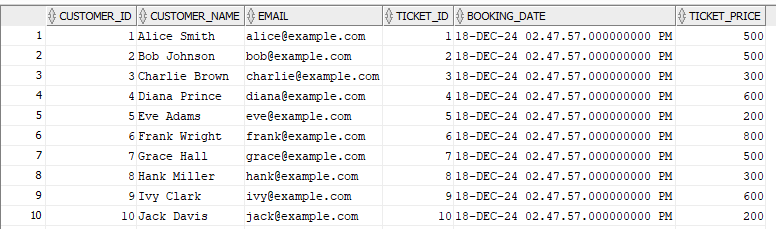 CUSTOMER_ID CUSTOMER_NAME EMAIL TICKET_ID BOOKING_DATE TICKET_PRICE
1 1 Alice Smith alice@example.com 1 18-DEC-24 02.47.57.000000000 PM 500
2 2 Bob Johnson bob@example.com 2 18-DEC-24 02.47.57.000000000 PM 500
3 3 Charlie Brown charlie@example.com 3 18-DEC-24 02.47.57.000000000 PM 300
4 4 Diana Prince diana@example.com 4 18-DEC-24 02.47.57.000000000 PM 600
5 5 Eve Adams eve@example.com 5 18-DEC-24 02.47.57.000000000 PM 200
6 6 Frank Wright frank@example.com 6 18-DEC-24 02.47.57.000000000 PM 800
7 7 Grace Hall grace@example.com 7 18-DEC-24 02.47.57.000000000 PM 500
8 8 Hank Miller hank@example.com 8 18-DEC-24 02.47.57.000000000 PM 300
9 9 Ivy Clark ivy@example.com 9 18-DEC-24 02.47.57.000000000 PM 600
10 10 Jack Davis jack@example.com 10 18-DEC-24 02.47.57.000000000 PM 200